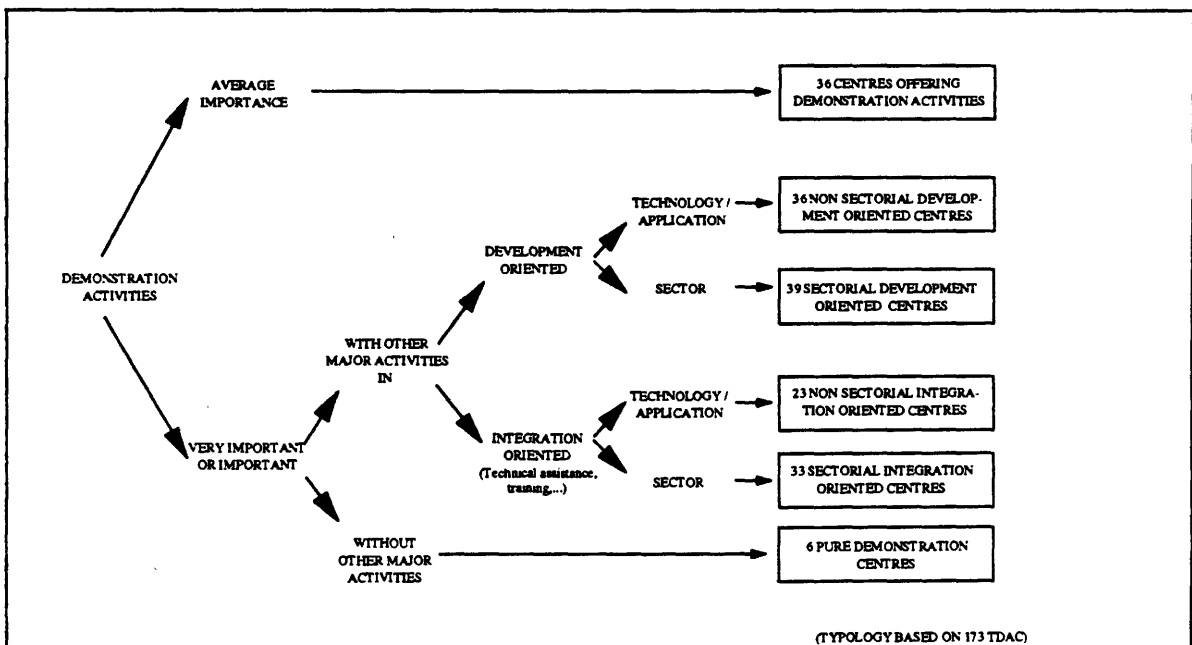 AVERAGE
IMPORTANCE
36 CENTRES OFFERING
DEMONSTRATION ACTIVITIES
TECHNOLOGY /
APPLICATION
36 NON SECTORIAL DEVELOP-
MENT ORIENTED CENTRES
DEVELOPMENT
ORIENTED
DEMONSTRATION
ACTIVITIES
SECTOR
39 SECTORIAL DEVELOPMENT
ORIENTED CENTRES
WITH OTHER
MAJOR ACTIVITIES
IN
TECHNOLOGY /
APPLICATION
23 NON SECTORIAL INTEGRA-
TION ORIENTED CENTRES
VERY IMPORTANT
OR IMPORTANT
INTEGRATION
ORIENTED
(Technical assistance,
training,...)
SECTOR
33 SECTORIAL INTEGRATION
ORIENTED CENTRES
WITHOUT
OTHER MAJOR
ACTIVITIES
6 PURE DEMONSTRATION
CENTRES
(TYPOLOGY BASED ON 173 TDAC)